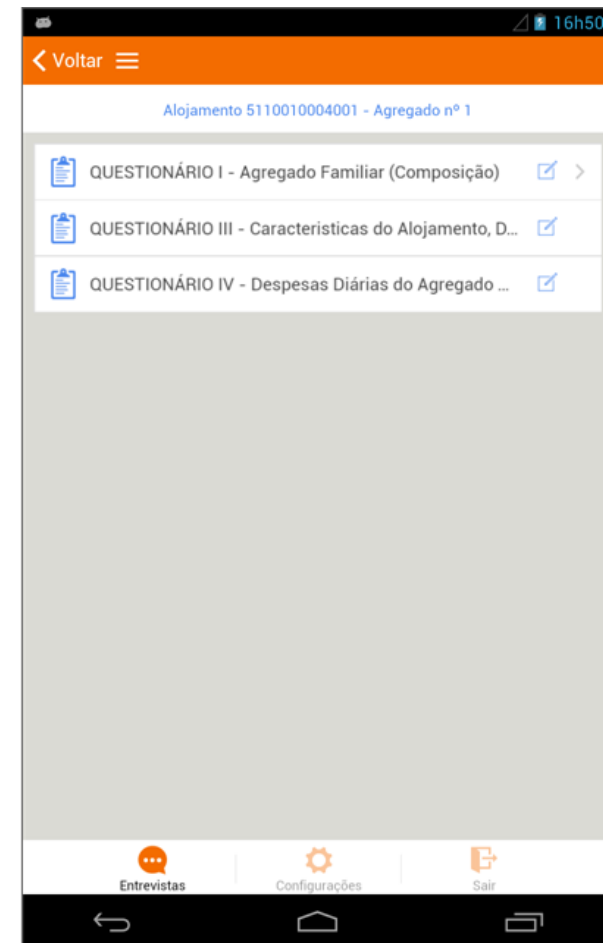 16h50
Voltar
Alojamento 5110010004001 - Agregado nº 1
QUESTIONÁRIO I - Agregado Familiar (Composição)
QUESTIONÁRIO III - Caracteristicas do Alojamento, D...
QUESTIONÁRIO IV - Despesas Diárias do Agregado ...
Entrevistas
Configurações
Sair